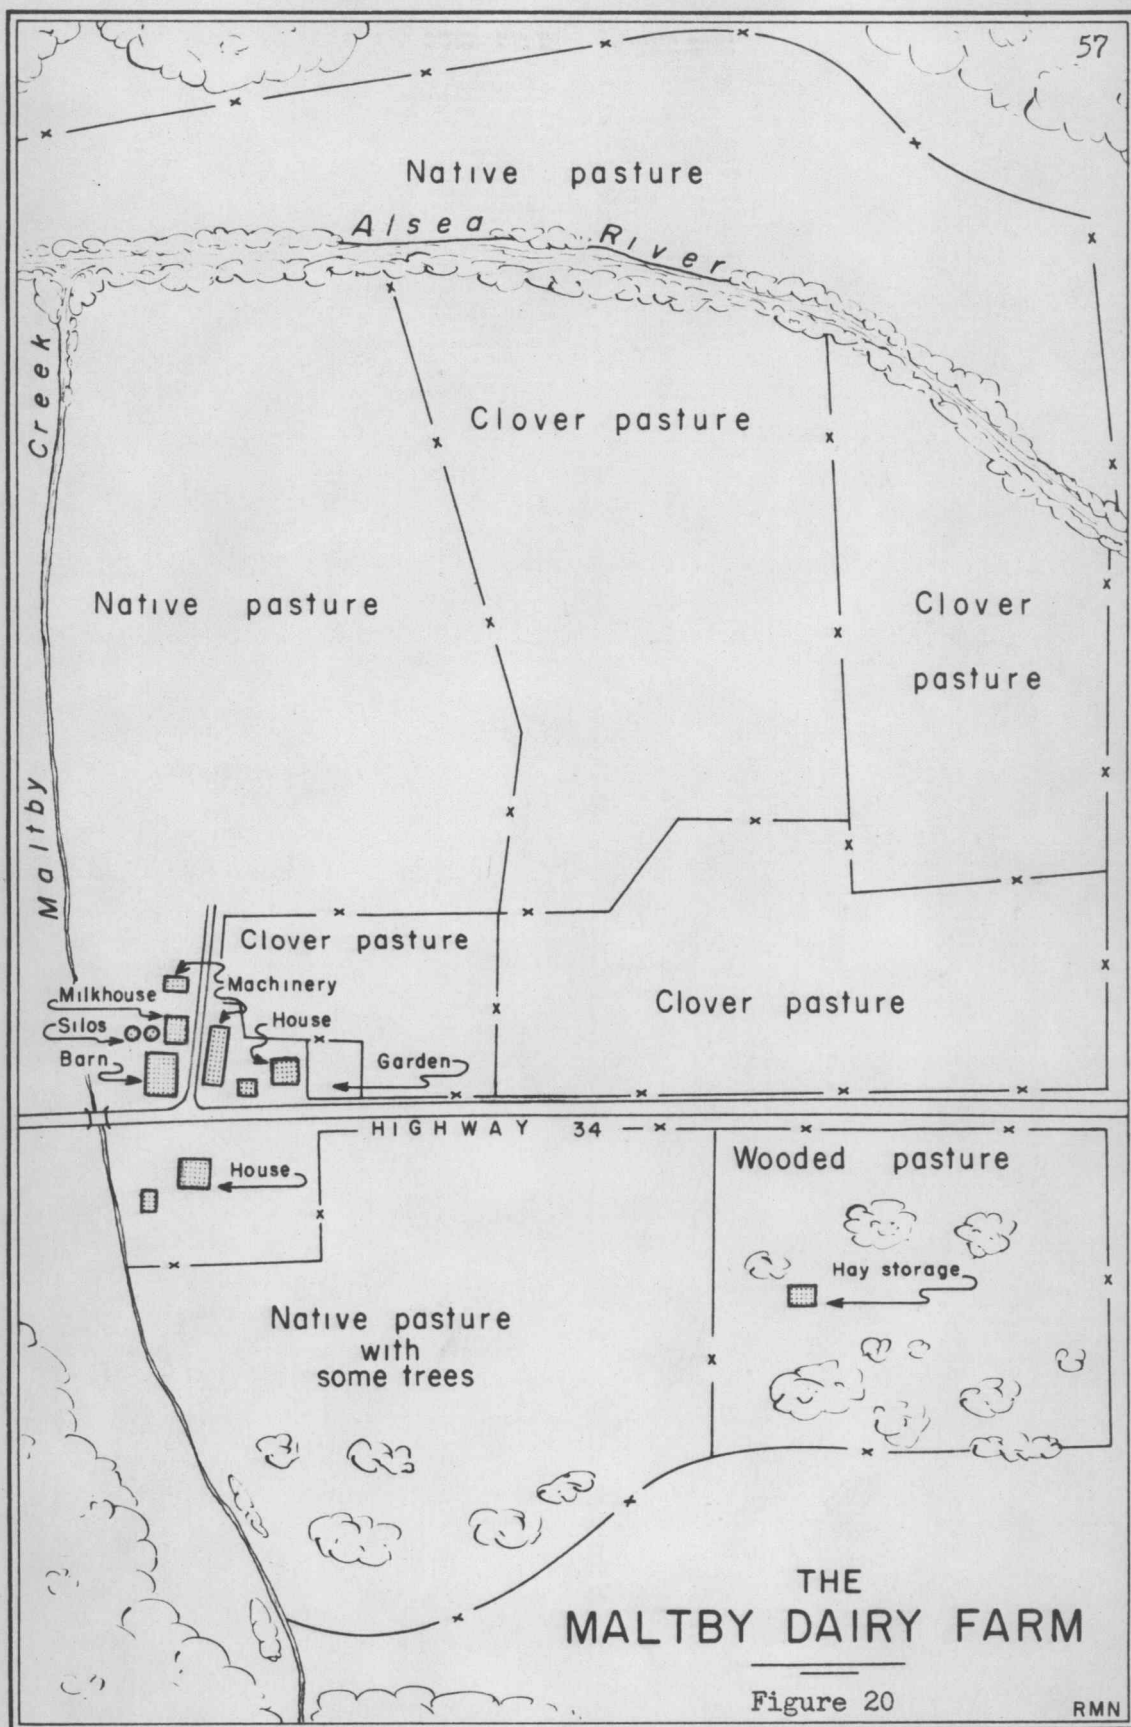 57
Native pasture
Alsea River
Creek
Clover pasture
Native pasture
Clover
pasture
Maltby
Clover pasture
Machinery
Milkhouse
Clover pasture
House
Silos
Barn
Garden
HIGHWAY 34
House
Wooded pasture
Hay storage
Native pasture
with
some trees
THE
MALTBY DAIRY FARM
Figure 20
RMN